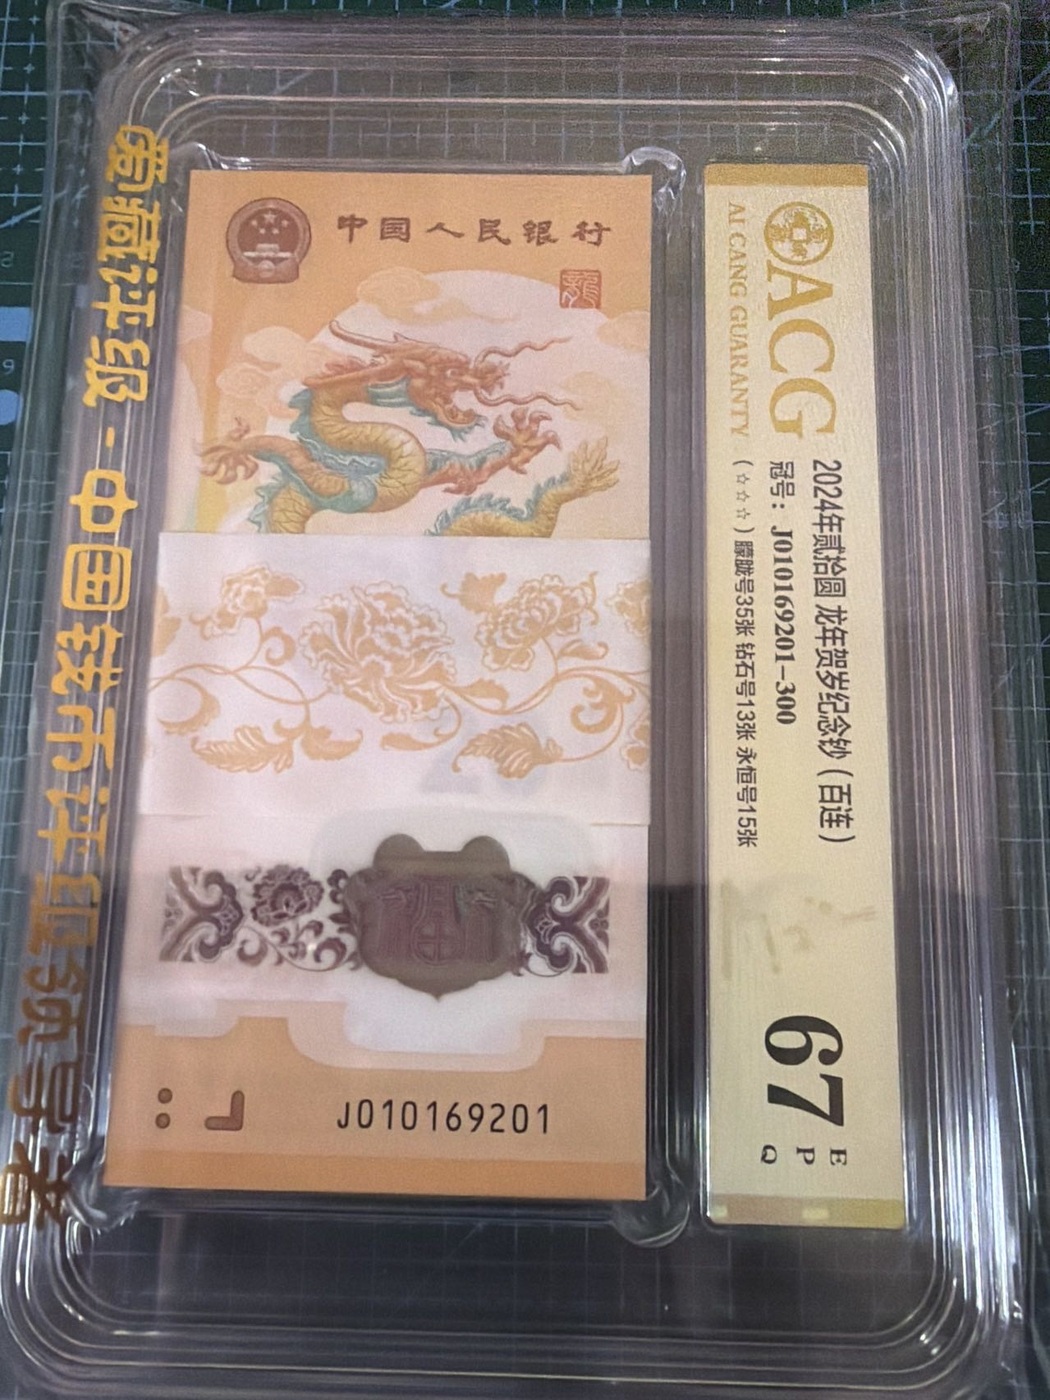 爱藏评级-中国钱币评级领导者
中国人民银行
龍
J010169201
ACG
AI CANG GUARANTY
2024年贰拾圆 龙年贺岁纪念钞（百连）
冠号：J010169201-300
（☆☆☆）朦胧号35张 钻石号13张 永恒号15张
67
E
P
Q